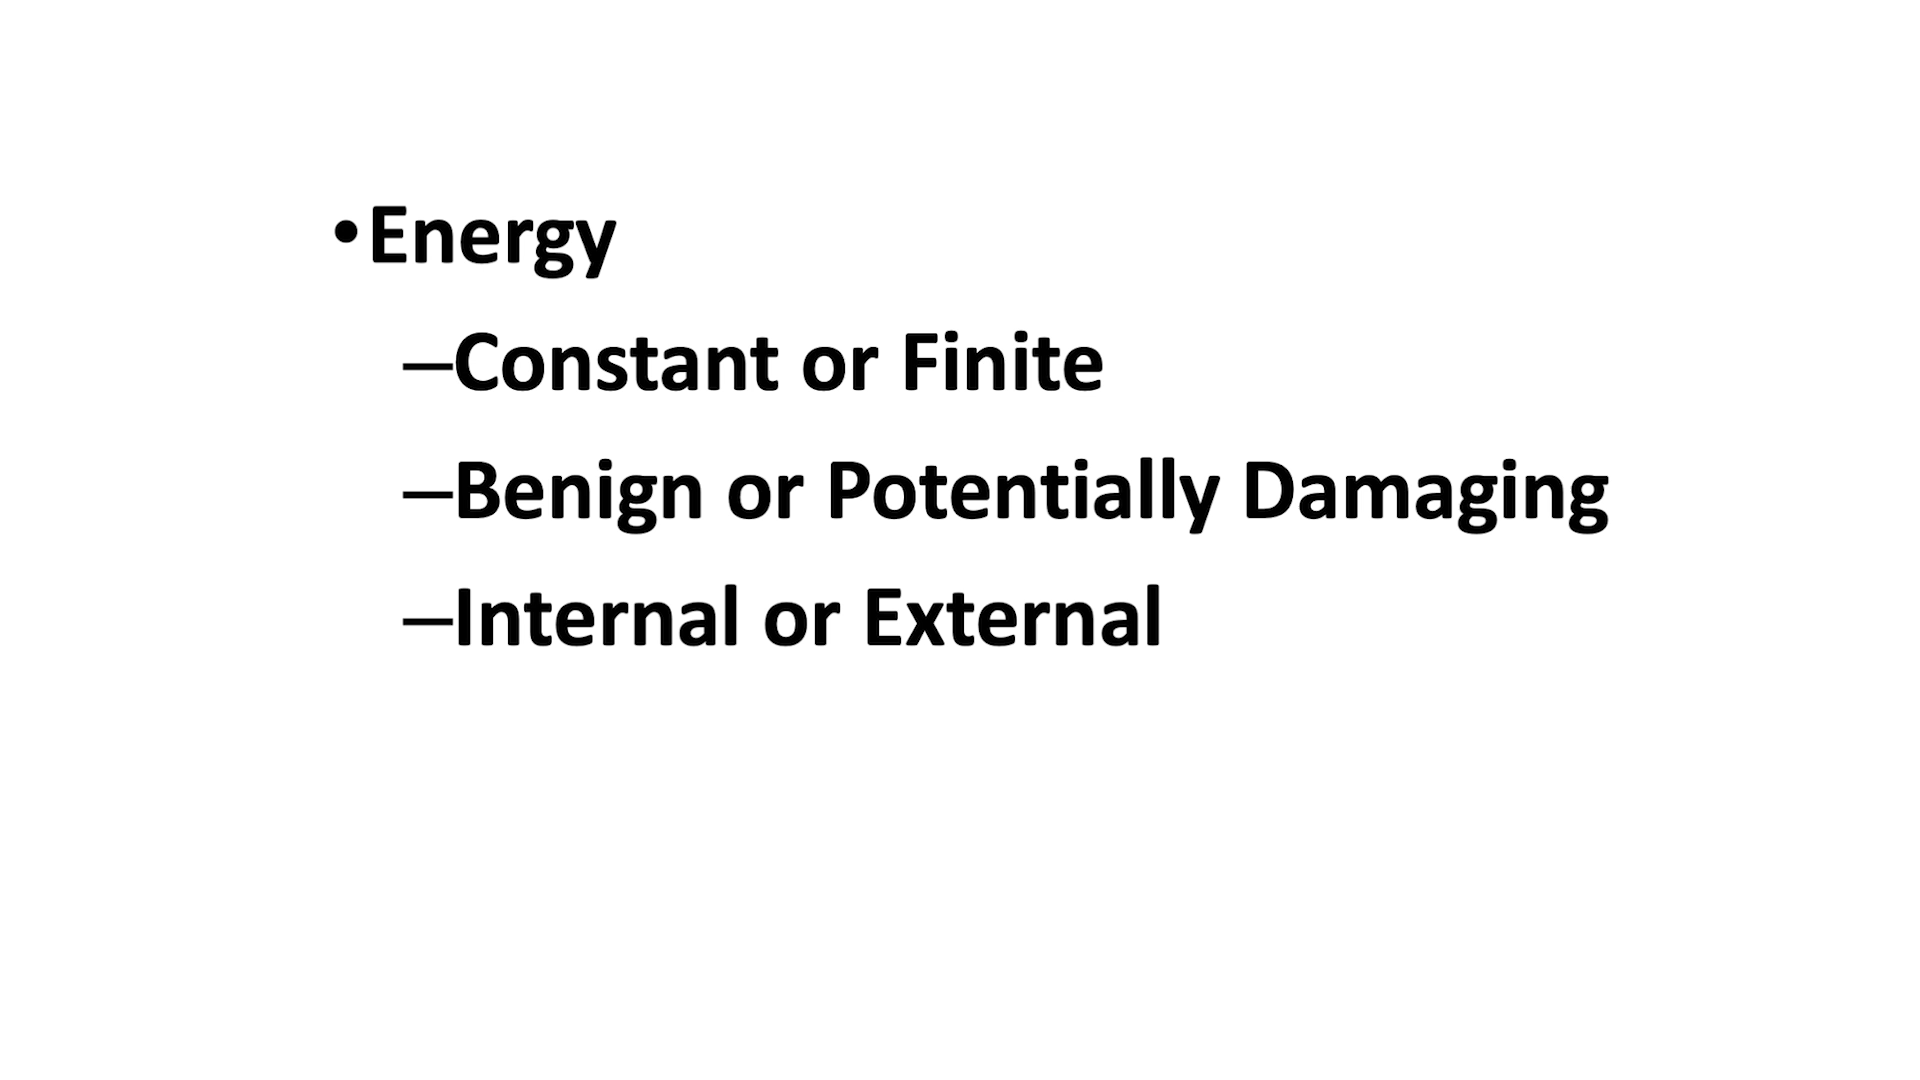 •Energy
–Constant or Finite
–Benign or Potentially Damaging
–Internal or External